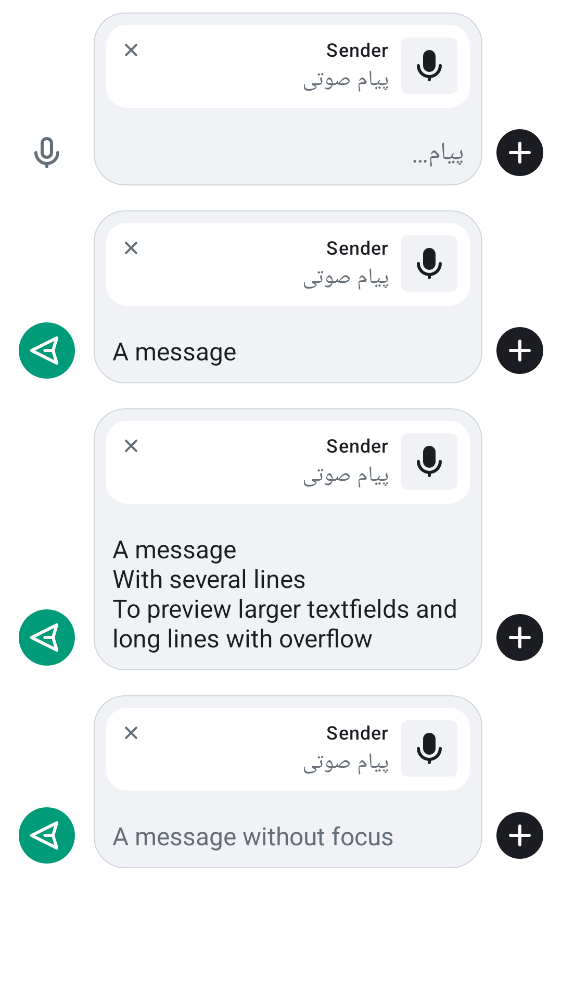 Sender
پیام صوتی
پیام...
Sender
پیام صوتی
A message
Sender
پیام صوتی
A message
With several lines
To preview larger textfields and
long lines with overflow
Sender
پیام صوتی
A message without focus